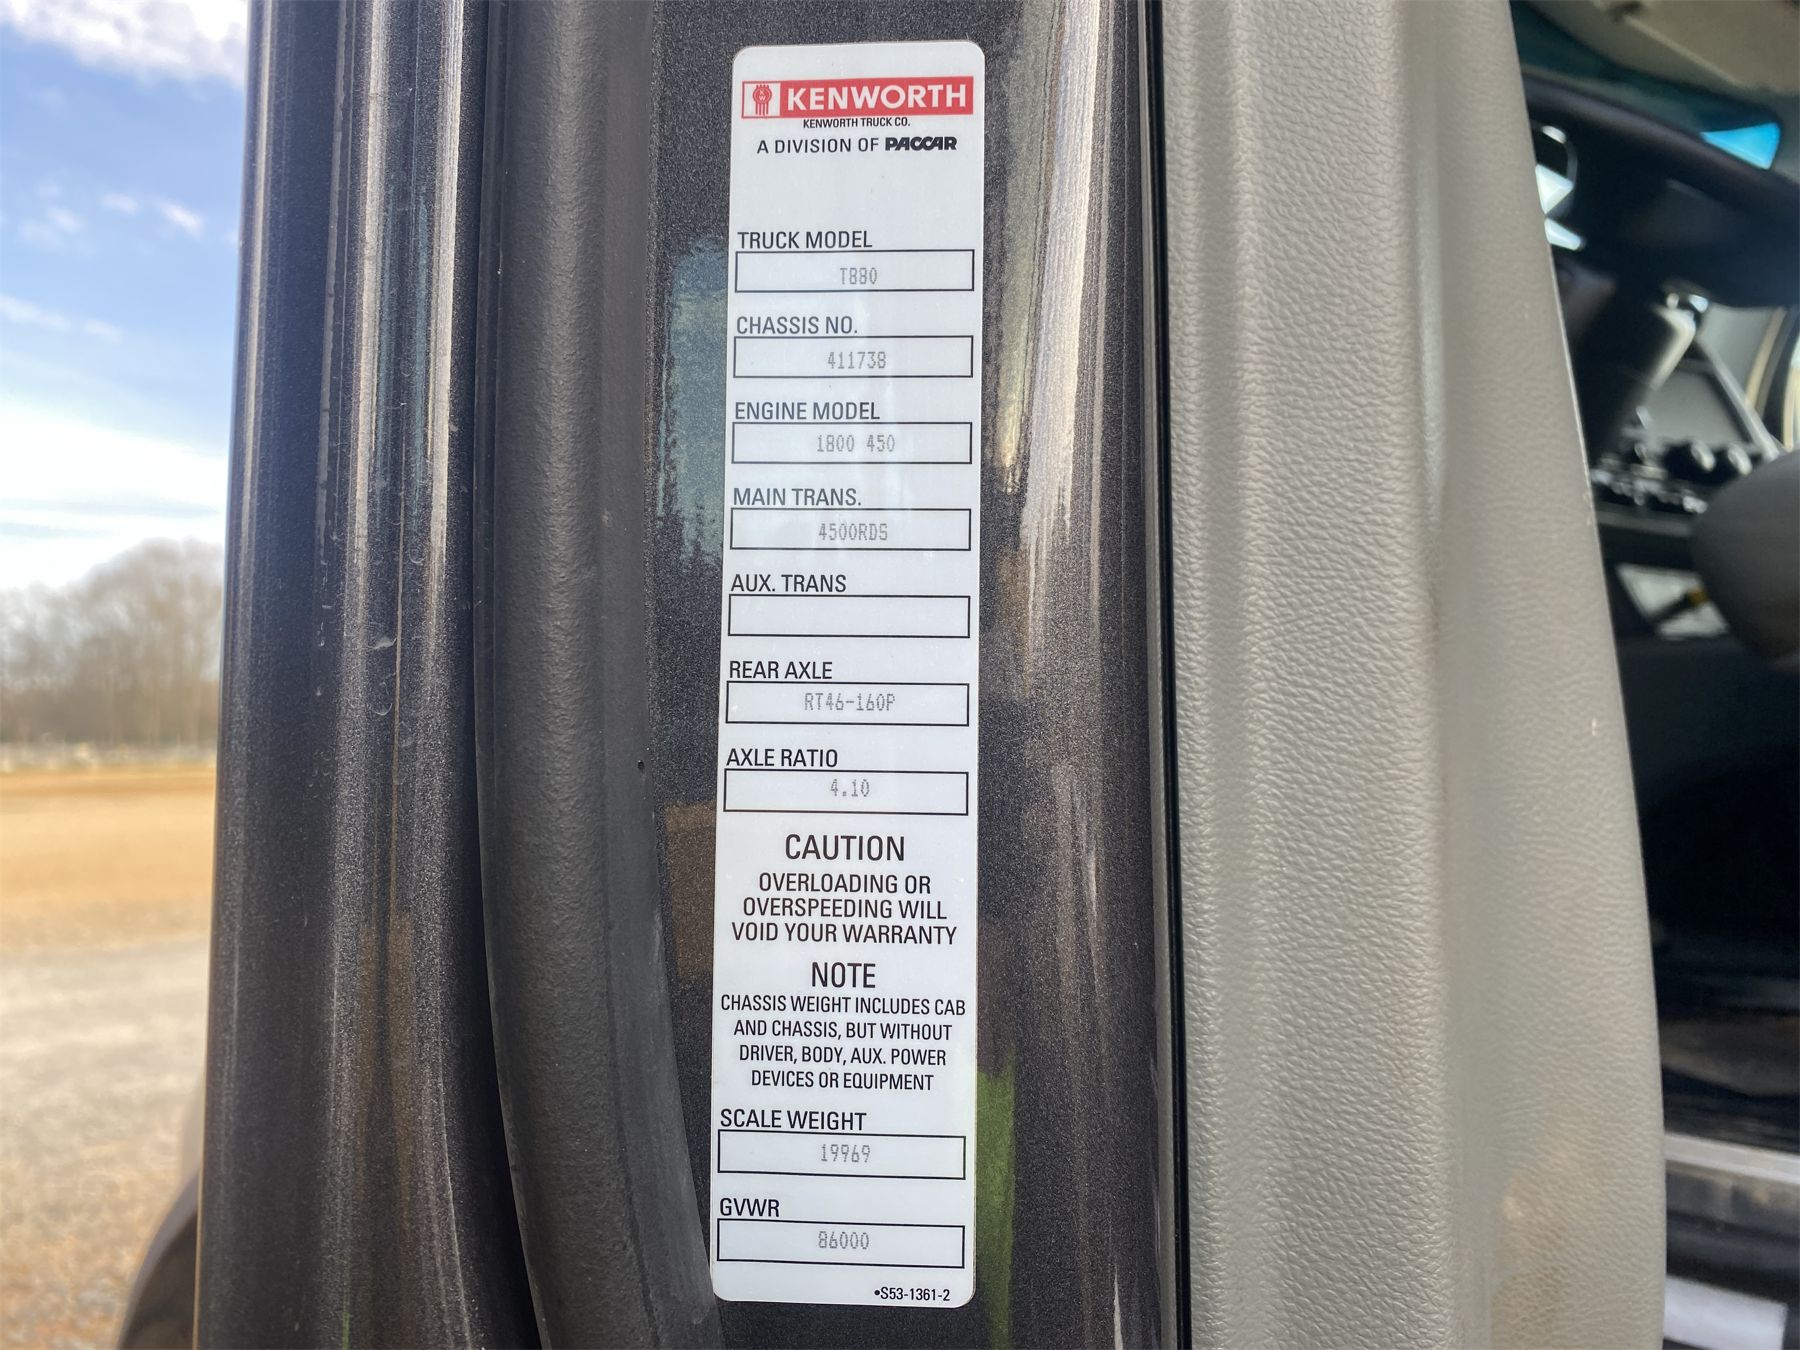 KENWORTH
KENWORTH TRUCK CO.
A DIVISION OF PACCAR
TRUCK MODEL
T880
CHASSIS NO.
411738
ENGINE MODEL
1800 450
MAIN TRANS.
4500RDS
AUX. TRANS
REAR AXLE
RT46-160P
AXLE RATIO
4.10
CAUTION
OVERLOADING OR
OVERSPEEDING WILL
VOID YOUR WARRANTY
NOTE
CHASSIS WEIGHT INCLUDES CAB
AND CHASSIS, BUT WITHOUT
DRIVER, BODY, AUX. POWER
DEVICES OR EQUIPMENT
SCALE WEIGHT
19969
GVWR
86000
•S53-1361-2